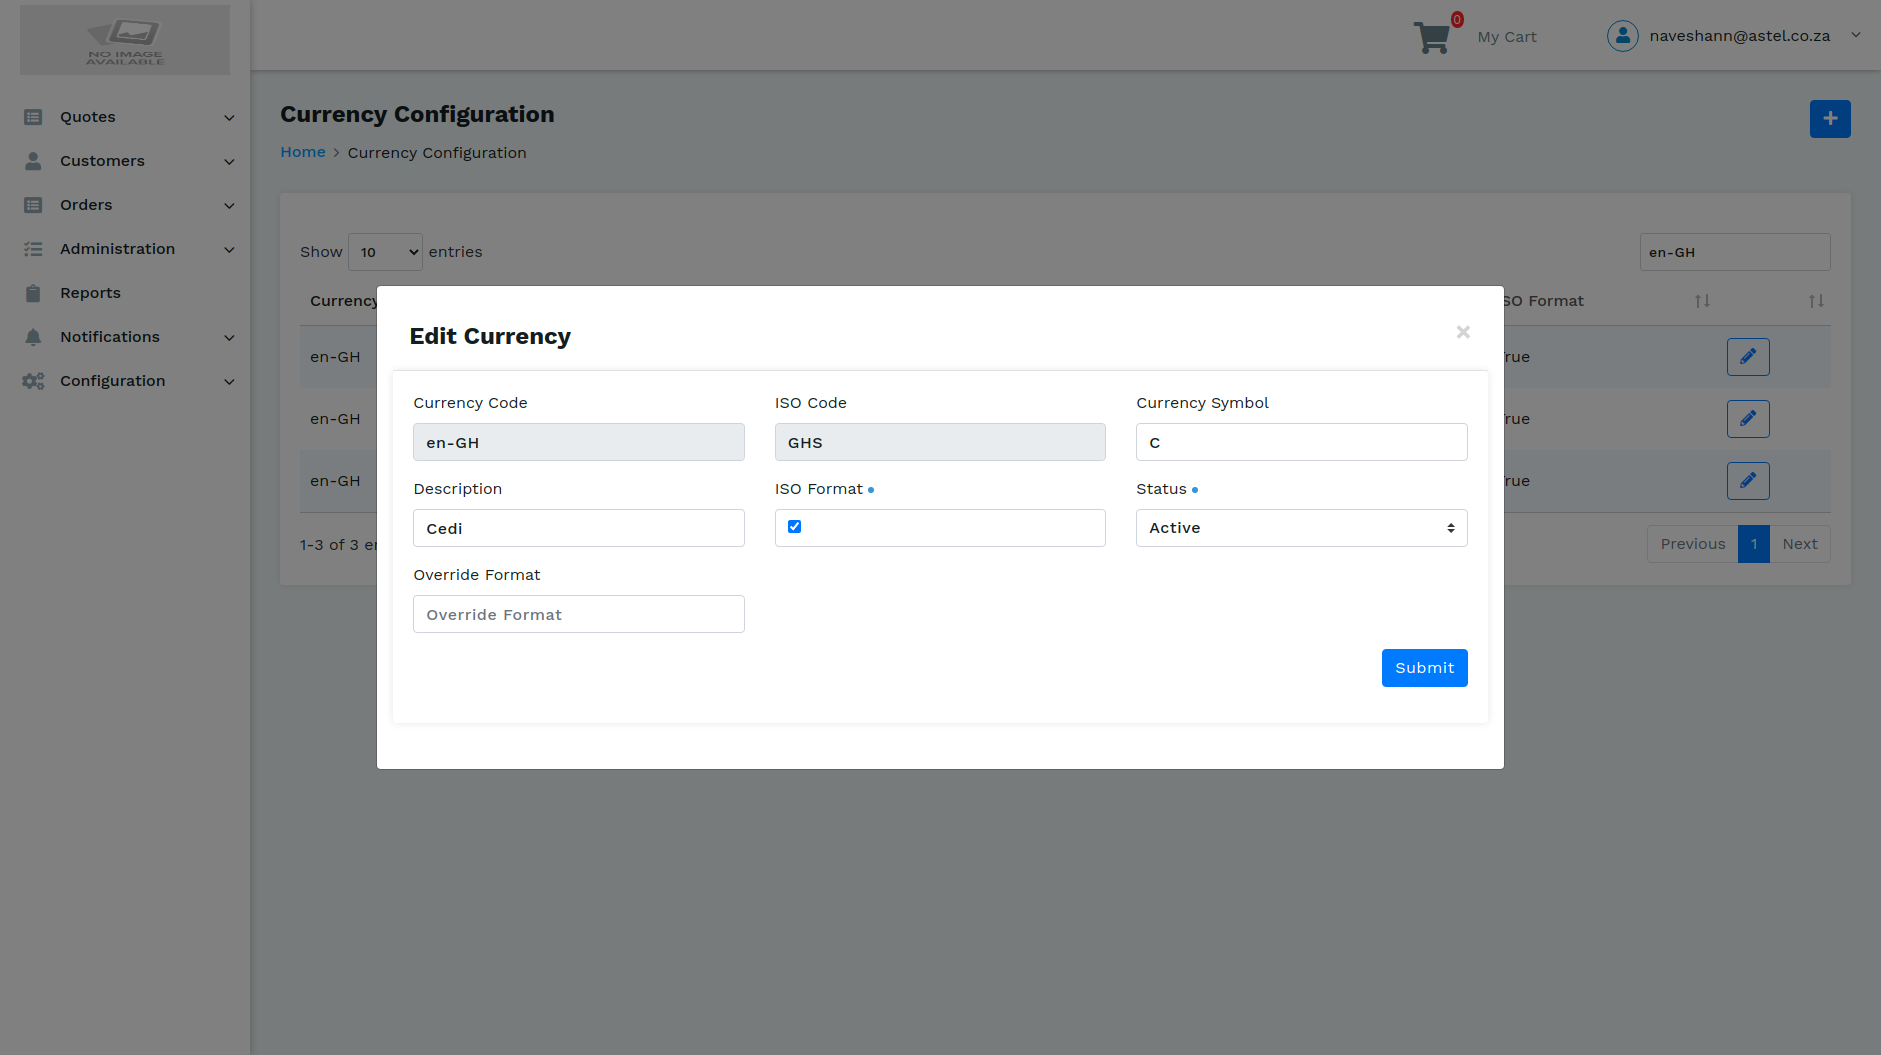 NO IMAGE
AVAILABLE
0
My Cart
naveshann@astel.co.za
Quotes
Customers
Orders
Administration
Reports
Notifications
Configuration
Currency Configuration
Home > Currency Configuration
Show 10 entries
en-GH
Currency
SO Format
en-GH
rue
en-GH
rue
en-GH
rue
1-3 of 3 en
Previous 1 Next
Edit Currency
×
Currency Code
ISO Code
Currency Symbol
en-GH
GHS
C
Description
ISO Format
Status
Cedi
Active
Override Format
Override Format
Submit